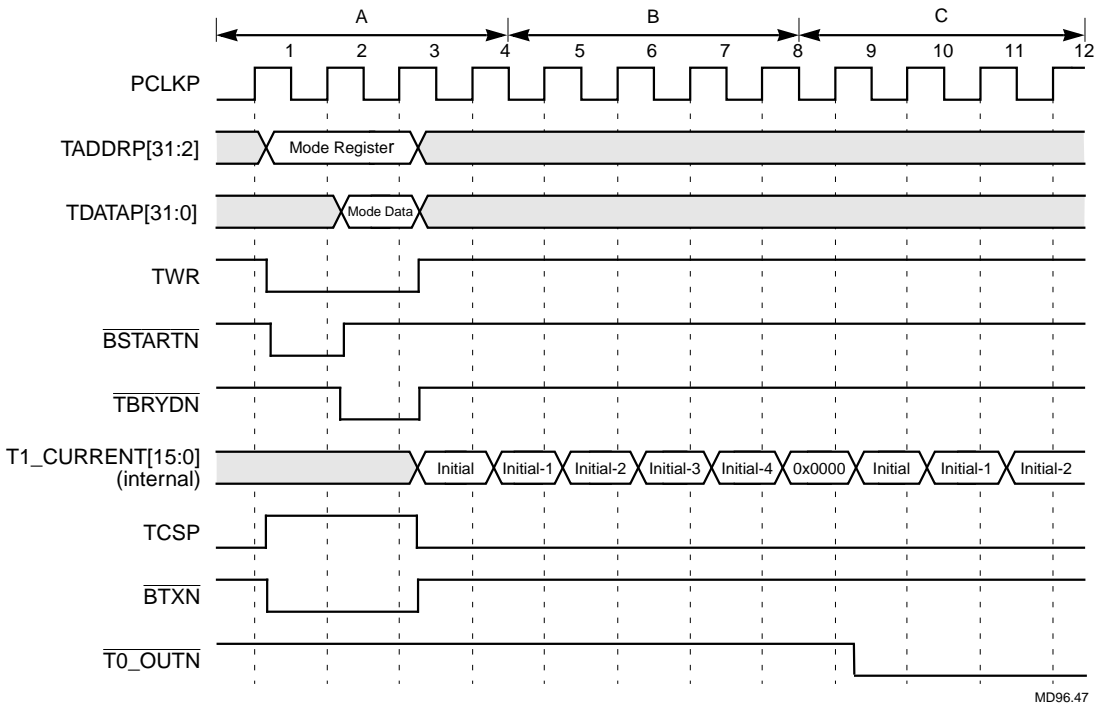 A B C
1 2 3 4 5 6 7 8 9 10 11 12
PCLKP
TADDRP[31:2] Mode Register
TDATAP[31:0] Mode Data
TWR
BSTARTN
TBRYDN
T1_CURRENT[15:0] Initial Initial-1 Initial-2 Initial-3 Initial-4 0x0000 Initial Initial-1 Initial-2
(internal)
TCSP
BTXN
T0_OUTN
MD96.47